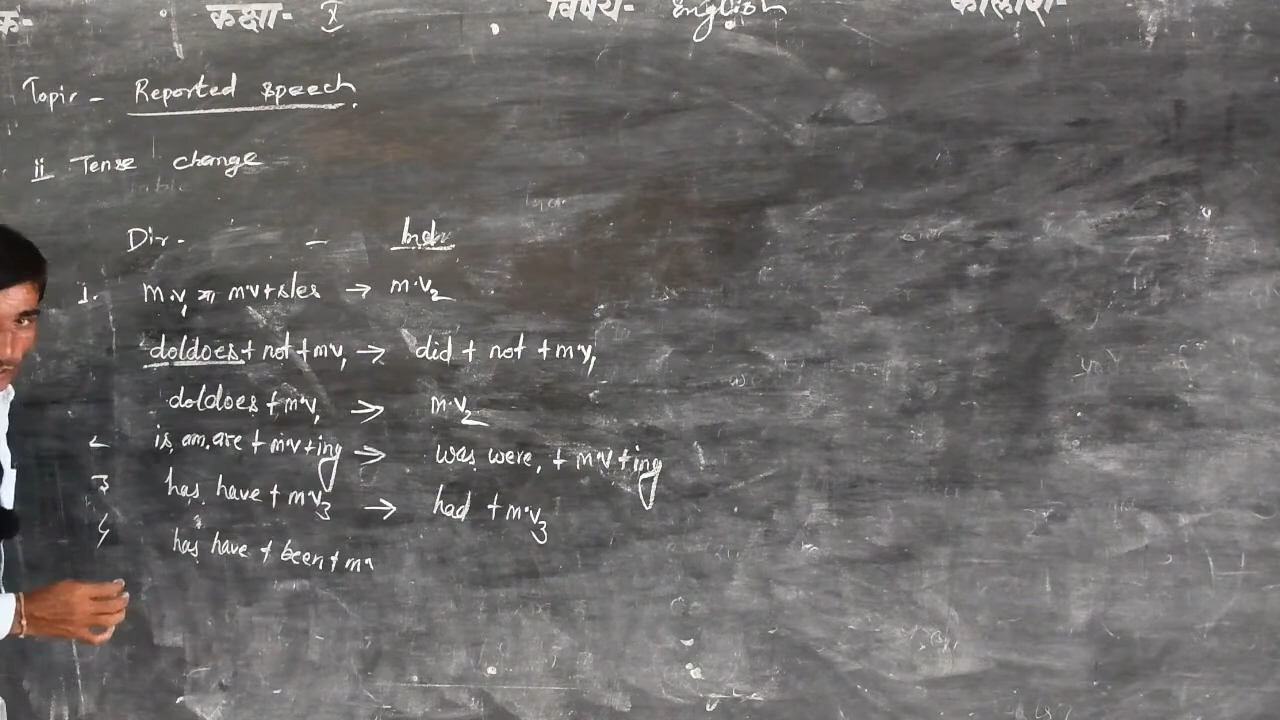 कक्षा- X विषय- English कालांश-
Topic - Reported speech
ii Tense change
Dir - - Indr
1. m.v₁ या m.v+s/es → m.v₂
do/does + not + m.v₁ → did + not + m.v₁
do/does + m.v₁ → m.v₂
2 is, am, are + m.v+ing → was were, + m.v+ing
3 has, have + m.v₃ → had + m.v₃
4 has have + been + m.v